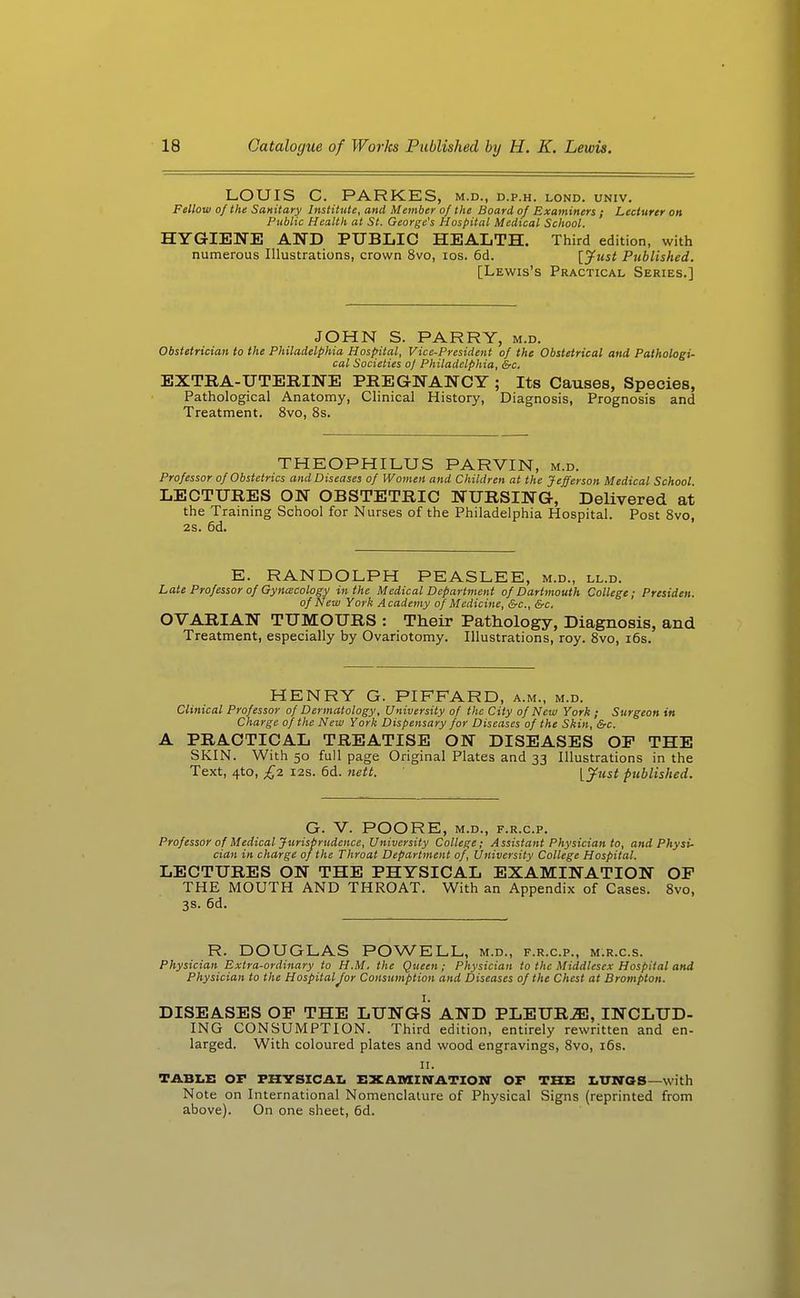 18 Catalogue of Works Published by H. K. Lewis.
LOUIS C. PARKES, M.D., D.P.H. LOND. UNIV.
Fellow of the Sanitary Institute, and Member of the Board of Examiners; Lecturer on
Public Health at St. George's Hospital Medical School.
HYGIENE AND PUBLIC HEALTH. Third edition, with
numerous Illustrations, crown 8vo, 10s. 6d. [Just Published.
[LEWIS'S PRACTICAL SERIES.]
JOHN S. PARRY, M.D.
Obstetrician to the Philadelphia Hospital, Vice-President of the Obstetrical and Pathologi-
cal Societies of Philadelphia, &c.
EXTRA-UTERINE PREGNANCY; Its Causes, Species,
Pathological Anatomy, Clinical History, Diagnosis, Prognosis and
Treatment. 8vo, 8s.
THEOPHILUS PARVIN, M.D.
Professor of Obstetrics and Diseases of Women and Children at the Jefferson Medical School.
LECTURES ON OBSTETRIC NURSING, Delivered at
the Training School for Nurses of the Philadelphia Hospital. Post 8vo,
2s. 6d.
E. RANDOLPH PEASLEE, M.D., LL.D.
Late Professor of Gynæcology in the Medical Department of Dartmouth College; Presiden.
of New York Academy of Medicine, &c., &c.
OVARIAN TUMOURS: Their Pathology, Diagnosis, and
Treatment, especially by Ovariotomy. Illustrations, roy. 8vo, 16s.
HENRY G. PIFFARD, A.M., M.D.
Clinical Professor of Dermatology, University of the City of New York; Surgeon in
Charge of the New York Dispensary for Diseases of the Skin, &c.
A PRACTICAL TREATISE ON DISEASES OF THE
SKIN. With 50 full page Original Plates and 33 Illustrations in the
Text, 4to, £2 12s. 6d. nett. [Just published.
G. V. POORE, M.D., F.R.C.P.
Professor of Medical Jurisprudence, University College; Assistant Physician to, and Physi-
cian in charge of the Throat Department of, University College Hospital.
LECTURES ON THE PHYSICAL EXAMINATION OF
THE MOUTH AND THROAT. With an Appendix of Cases. 8vo,
3s. 6d.
R. DOUGLAS POWELL, M.D., F.R.C.P., M.R.C.S.
Physician Extra-ordinary to H.M. the Queen; Physician to the Middlesex Hospital and
Physician to the Hospital for Consumption and Diseases of the Chest at Brompton.
I.
DISEASES OF THE LUNGS AND PLEURÆ, INCLUD-
ING CONSUMPTION. Third edition, entirely rewritten and en-
larged. With coloured plates and wood engravings, 8vo, 16s.
II.
TABLE OF PHYSICAL EXAMINATION OF THE LUNGS—with
Note on International Nomenclature of Physical Signs (reprinted from
above). On one sheet, 6d.